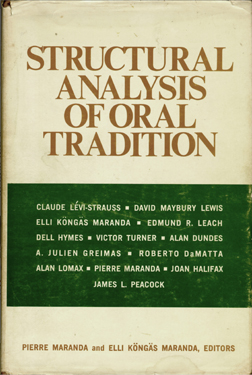 STRUCTURAL
ANALYSIS
OF ORAL
TRADITION
CLAUDE LÉVI-STRAUSS ▪ DAVID MAYBURY LEWIS
ELLI KÖNGÄS MARANDA ▪ EDMUND R. LEACH
DELL HYMES ▪ VICTOR TURNER ▪ ALAN DUNDES
A. JULIEN GREIMAS ▪ ROBERTO DaMATTA
ALAN LOMAX ▪ PIERRE MARANDA ▪ JOAN HALIFAX
JAMES L. PEACOCK
PIERRE MARANDA and ELLI KÖNGÄS MARANDA, EDITORS